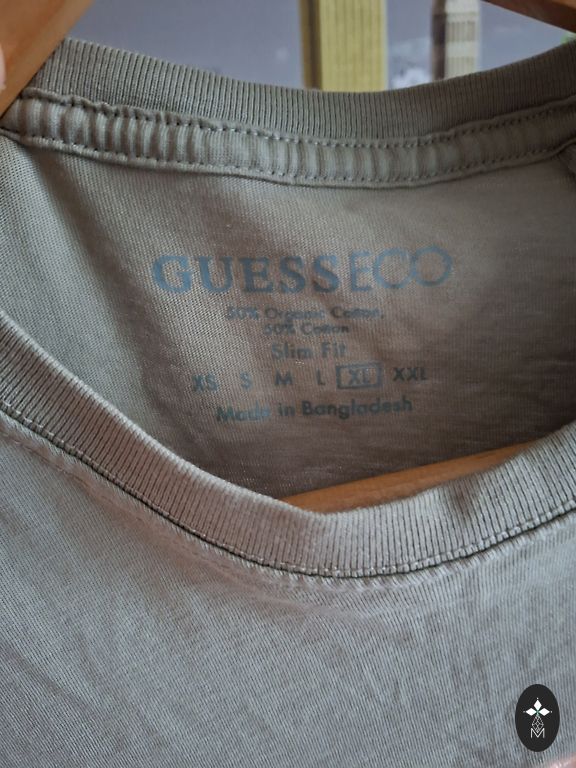 GUESSECO
50% Organic Cotton,
50% Cotton
Slim Fit
XS S M L XL XXL
Made in Bangladesh
M